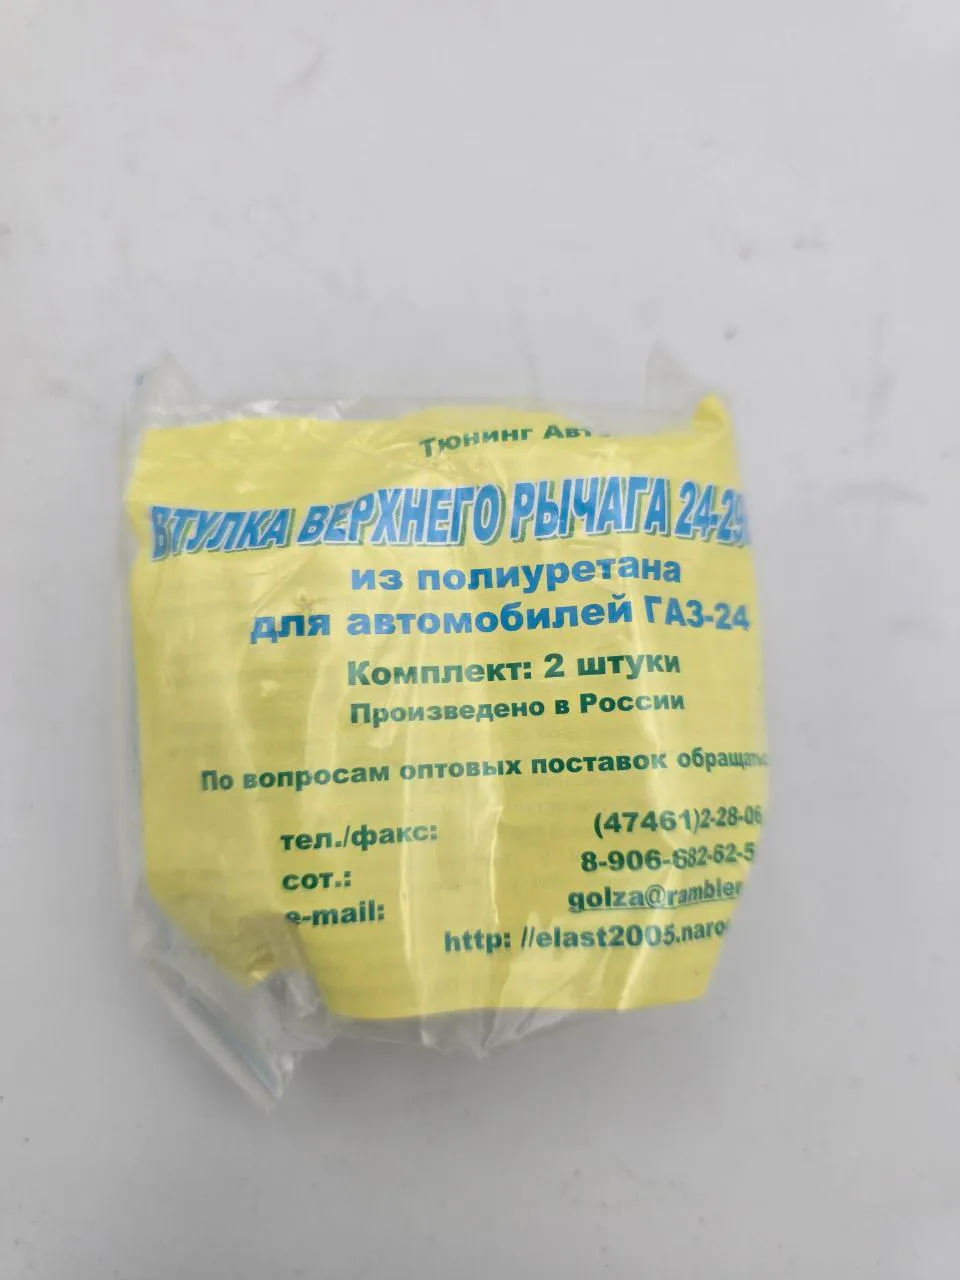 Тюнинг Авт
ВТУЛКА ВЕРХНЕГО РЫЧАГА 24-29
из полиуретана
для автомобилей ГАЗ-24
Комплект: 2 штуки
Произведено в России
По вопросам оптовых поставок обращать
тел./факс: (47461)2-28-06
сот.: 8-906-682-62-5
e-mail: golza@rambler
http: //elast2005.naro